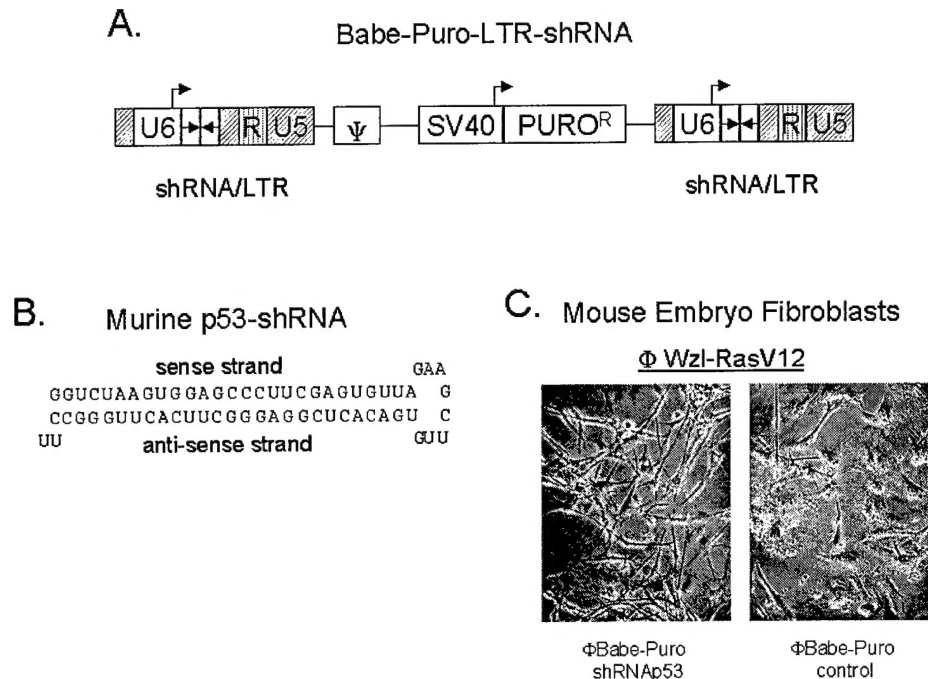 A.
Babe-Puro-LTR-shRNA
U6 R U5 Ψ SV40 PURO^R U6 R U5
shRNA/LTR shRNA/LTR
B. Murine p53-shRNA
sense strand
GAA
GGUCUAAGUGGAGCCCUUCGAGUGUUA G
CCGGGUUCACUUCGGGAGGCUCACAGU C
UU anti-sense strand GUU
C. Mouse Embryo Fibroblasts
Φ Wzl-RasV12
ΦBabe-Puro
shRNAp53
ΦBabe-Puro
control